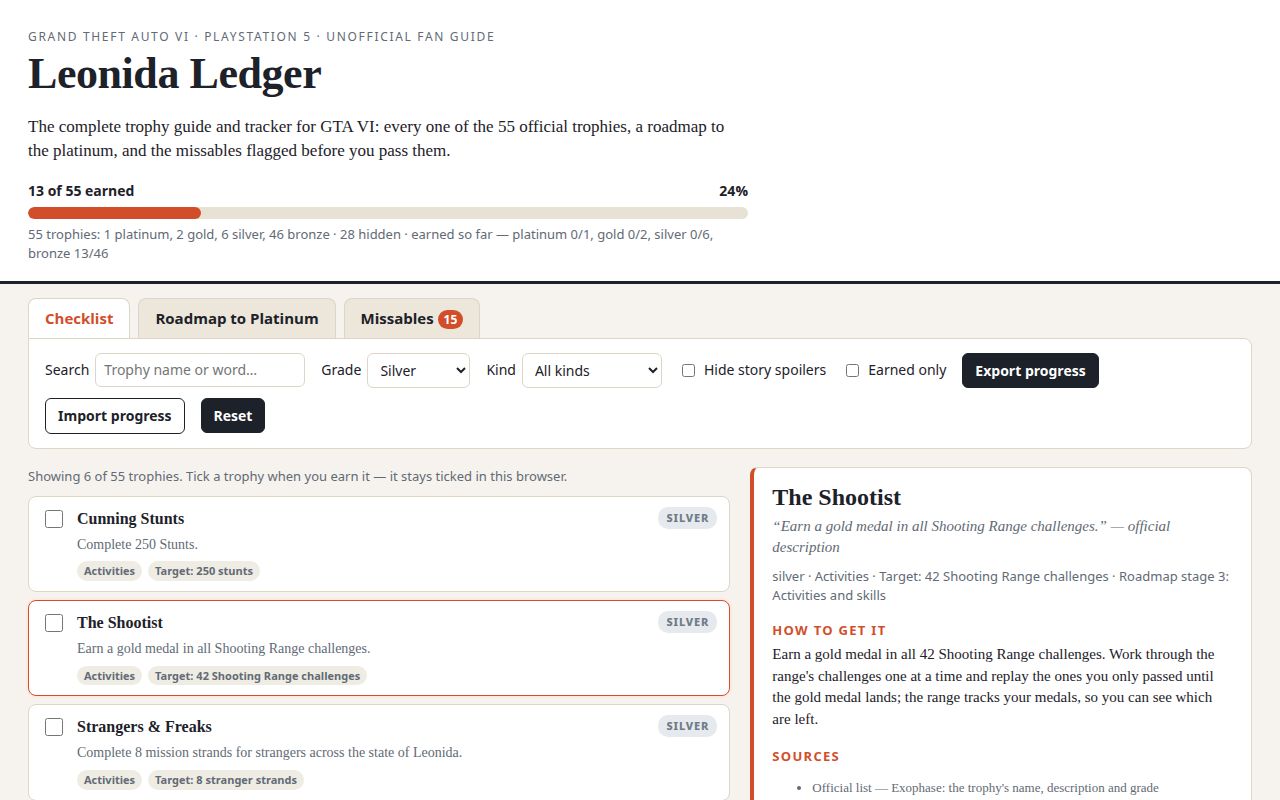 GRAND THEFT AUTO VI · PLAYSTATION 5 · UNOFFICIAL FAN GUIDE
Leonida Ledger
The complete trophy guide and tracker for GTA VI: every one of the 55 official trophies, a roadmap to
the platinum, and the missables flagged before you pass them.
13 of 55 earned 24%
55 trophies: 1 platinum, 2 gold, 6 silver, 46 bronze · 28 hidden · earned so far — platinum 0/1, gold 0/2, silver 0/6,
bronze 13/46
Checklist Roadmap to Platinum Missables 15
Search Trophy name or word... Grade Silver Kind All kinds Hide story spoilers Earned only Export progress
Import progress Reset
Showing 6 of 55 trophies. Tick a trophy when you earn it — it stays ticked in this browser.
Cunning Stunts SILVER
Complete 250 Stunts.
Activities Target: 250 stunts
The Shootist SILVER
Earn a gold medal in all Shooting Range challenges.
Activities Target: 42 Shooting Range challenges
Strangers & Freaks SILVER
Complete 8 mission strands for strangers across the state of Leonida.
Activities Target: 8 stranger strands
The Shootist
“Earn a gold medal in all Shooting Range challenges.” — official
description
silver · Activities · Target: 42 Shooting Range challenges · Roadmap stage 3:
Activities and skills
HOW TO GET IT
Earn a gold medal in all 42 Shooting Range challenges. Work through the
range's challenges one at a time and replay the ones you only passed until
the gold medal lands; the range tracks your medals, so you can see which
are left.
SOURCES
• Official list — Exophase: the trophy's name, description and grade